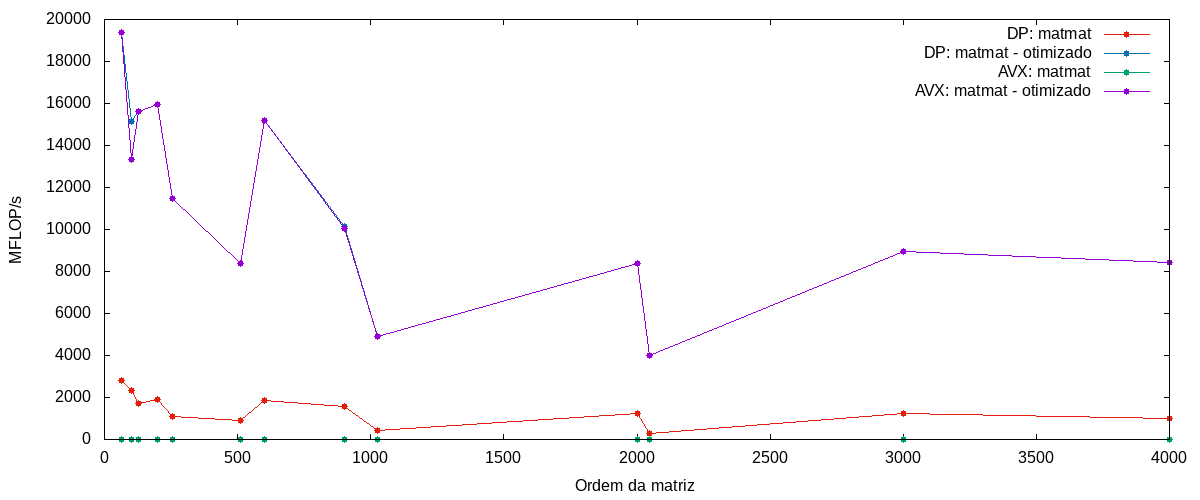 20000
18000
16000
14000
12000
10000
8000
6000
4000
2000
0
MFLOP/s
DP: matmat
DP: matmat - otimizado
AVX: matmat
AVX: matmat - otimizado
0 500 1000 1500 2000 2500 3000 3500 4000
Ordem da matriz